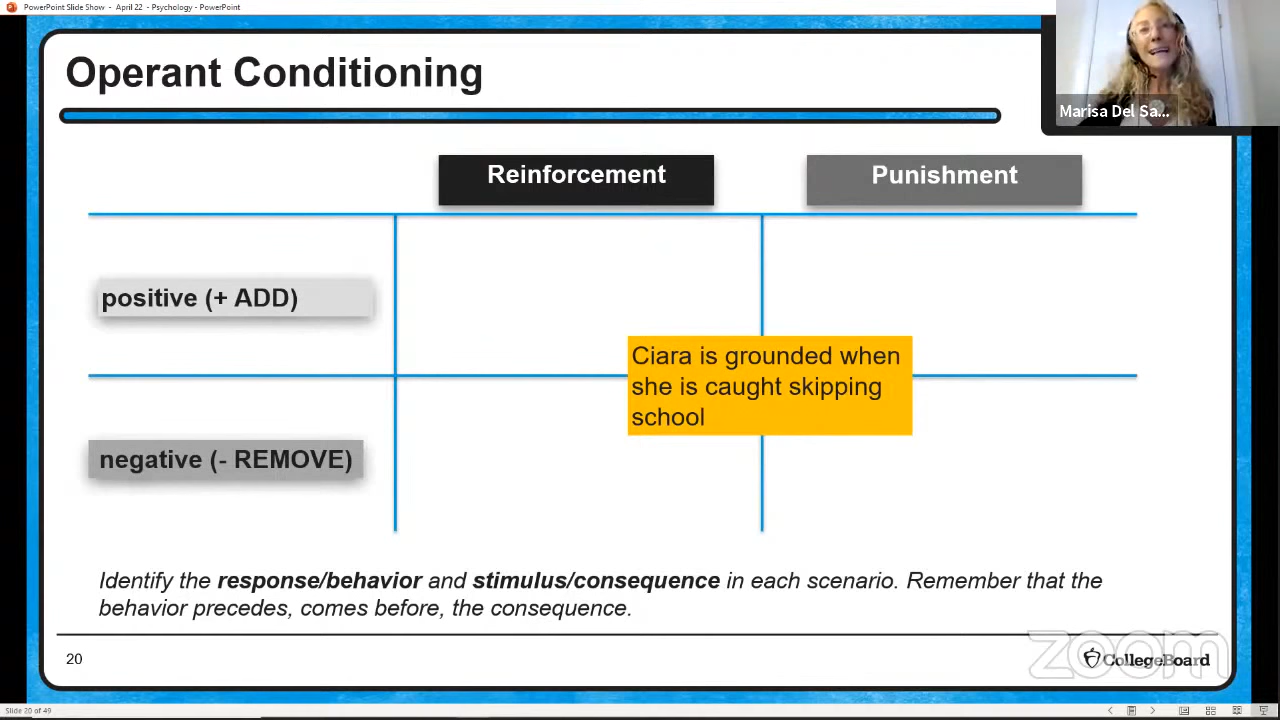 PowerPoint Slide Show - April 22 - Psychology - PowerPoint
Operant Conditioning
Marisa Del Sa...
Reinforcement
Punishment
positive (+ ADD)
Ciara is grounded when
she is caught skipping
school
negative (- REMOVE)
Identify the response/behavior and stimulus/consequence in each scenario. Remember that the
behavior precedes, comes before, the consequence.
20
zoom
CollegeBoard
Slide 20 of 49